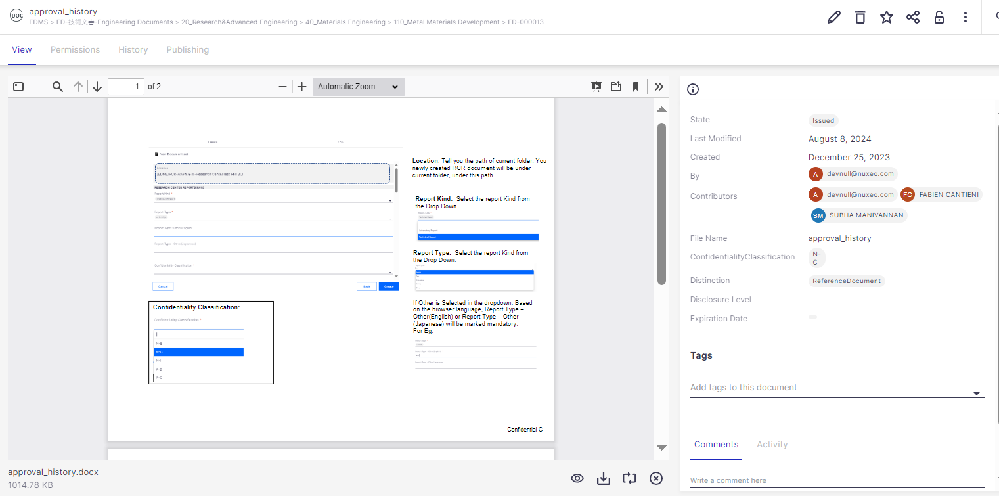 DOC
approval_history
EDMS > ED-技術文書-Engineering Documents > 20_Research&Advanced Engineering > 40_Materials Engineering > 110_Metal Materials Development > ED-000013
View Permissions History Publishing
1 of 2
Automatic Zoom
Create CSV
New Document set
Location
RESEARCH CENTER REPORTS(RCR)
Report Kind *
Technical Report
Report Type *
Report Type - Other(English)
Report Type - Other(Japanese)
Confidentiality Classification *
Cancel Back Create
Confidentiality Classification:
Confidentiality Classification *
N-B
N-C
N-I
A-B
A-C
Location: Tell you the path of current folder. You
newly created RCR document will be under
current folder, under this path.
Report Kind: Select the report Kind from
the Drop Down.
Laboratory Report
Technical Report
Report Type: Select the report Kind from
the Drop Down.
If Other is Selected in the dropdown, Based
on the browser language, Report Type –
Other(English) or Report Type – Other
(Japanese) will be marked mandatory.
For Eg:
Confidential C
approval_history.docx
1014.78 KB
State Issued
Last Modified August 8, 2024
Created December 25, 2023
By A devnull@nuxeo.com
Contributors A devnull@nuxeo.com FC FABIEN CANTIENI
SM SUBHA MANIVANNAN
File Name approval_history
ConfidentialityClassification N-
C
Distinction ReferenceDocument
Disclosure Level
Expiration Date
Tags
Add tags to this document
Comments Activity
Write a comment here